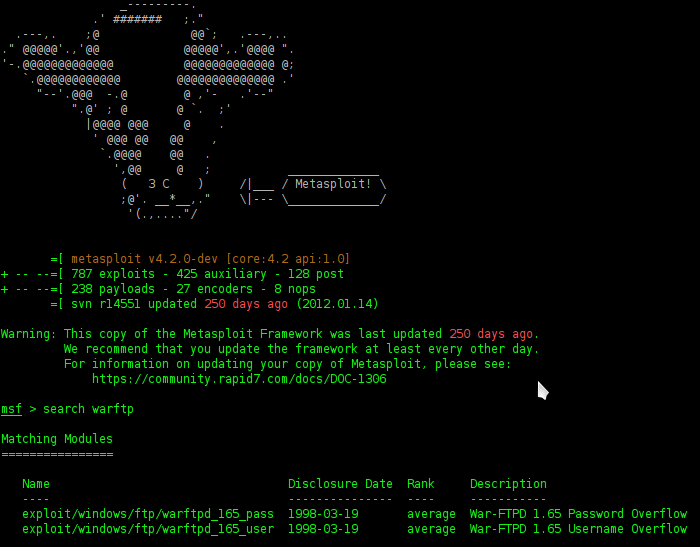 _---------.
.' #######   ;."
.---,.    ;@             @@`;   .---,..
." @@@@@'.,'@@            @@@@@',.'@@@@ ".
'-.@@@@@@@@@@@@@          @@@@@@@@@@@@@ @;
`.@@@@@@@@@@@@        @@@@@@@@@@@@@@ .'
"--'.@@@  -.@        @ ,'-   .'--"
".@' ; @       @ `.  ;'
|@@@@ @@@     @    .
' @@@ @@   @@    ,
`.@@@@    @@   .
',@@     @   ;           _____________
(   3 C    )     /|___ / Metasploit! \
;@'. __*__,."    \|--- \_____________/
'(.,...."/
=[ metasploit v4.2.0-dev [core:4.2 api:1.0]
+ -- --=[ 787 exploits - 425 auxiliary - 128 post
+ -- --=[ 238 payloads - 27 encoders - 8 nops
=[ svn r14551 updated 250 days ago (2012.01.14)
Warning: This copy of the Metasploit Framework was last updated 250 days ago.
We recommend that you update the framework at least every other day.
For information on updating your copy of Metasploit, please see:
https://community.rapid7.com/docs/DOC-1306
msf > search warftp
Matching Modules
================
Name Disclosure Date Rank Description
---- --------------- ---- -----------
exploit/windows/ftp/warftpd_165_pass 1998-03-19 average War-FTPD 1.65 Password Overflow
exploit/windows/ftp/warftpd_165_user 1998-03-19 average War-FTPD 1.65 Username Overflow